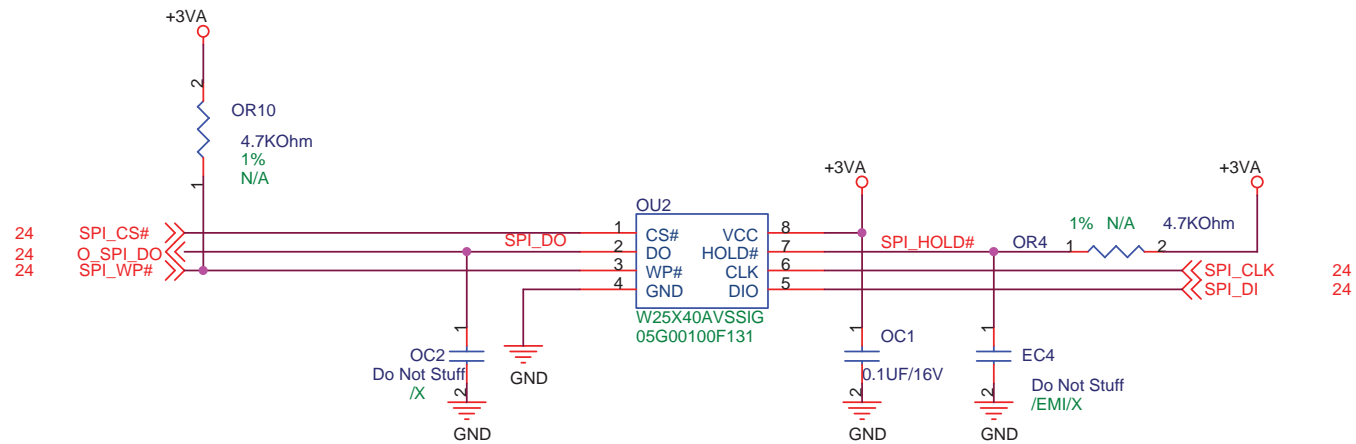 +3VA
2
OR10
4.7KOhm
1%
N/A
1
+3VA
+3VA
OU2
1% N/A 4.7KOhm
24 SPI_CS# 1 CS# VCC 8
SPI_HOLD# OR4 1 2
24 O_SPI_DO SPI_DO 2 DO HOLD# 7
24 SPI_WP# 3 WP# CLK 6 SPI_CLK 24
4 GND DIO 5 SPI_DI 24
W25X40AVSSIG
05G00100F131
1
OC2
Do Not Stuff
/X
2
GND
GND
1
OC1
0.1UF/16V
2
GND
1
EC4
Do Not Stuff
/EMI/X
2
GND